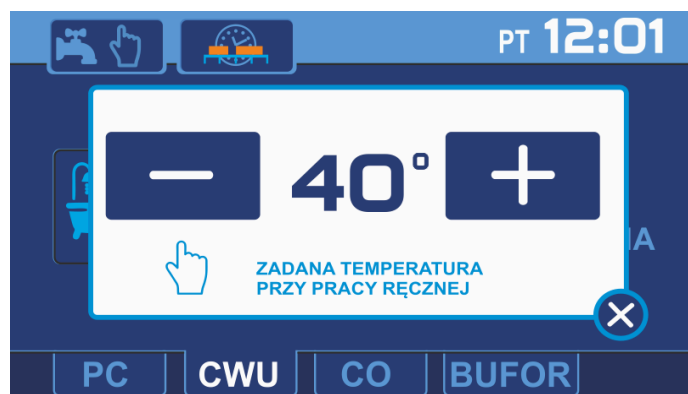 PT 12:01
40°
ZADANA TEMPERATURA
PRZY PRACY RĘCZNEJ
PC CWU CO BUFOR